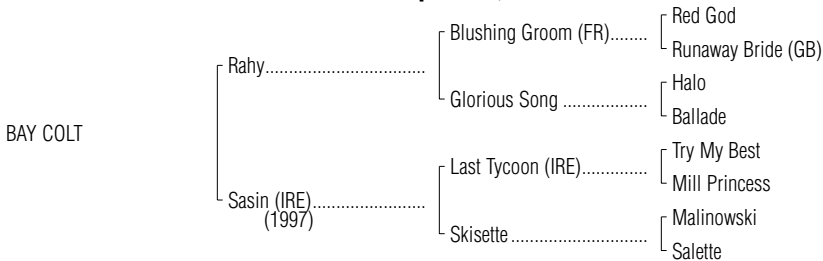 Red God
Blushing Groom (FR)........
Runaway Bride (GB)
Rahy................................
Halo
Glorious Song ..................
Ballade
BAY COLT
Try My Best
Last Tycoon (IRE)..............
Mill Princess
Sasin (IRE).......................
(1997)
Malinowski
Skisette ............................
Salette